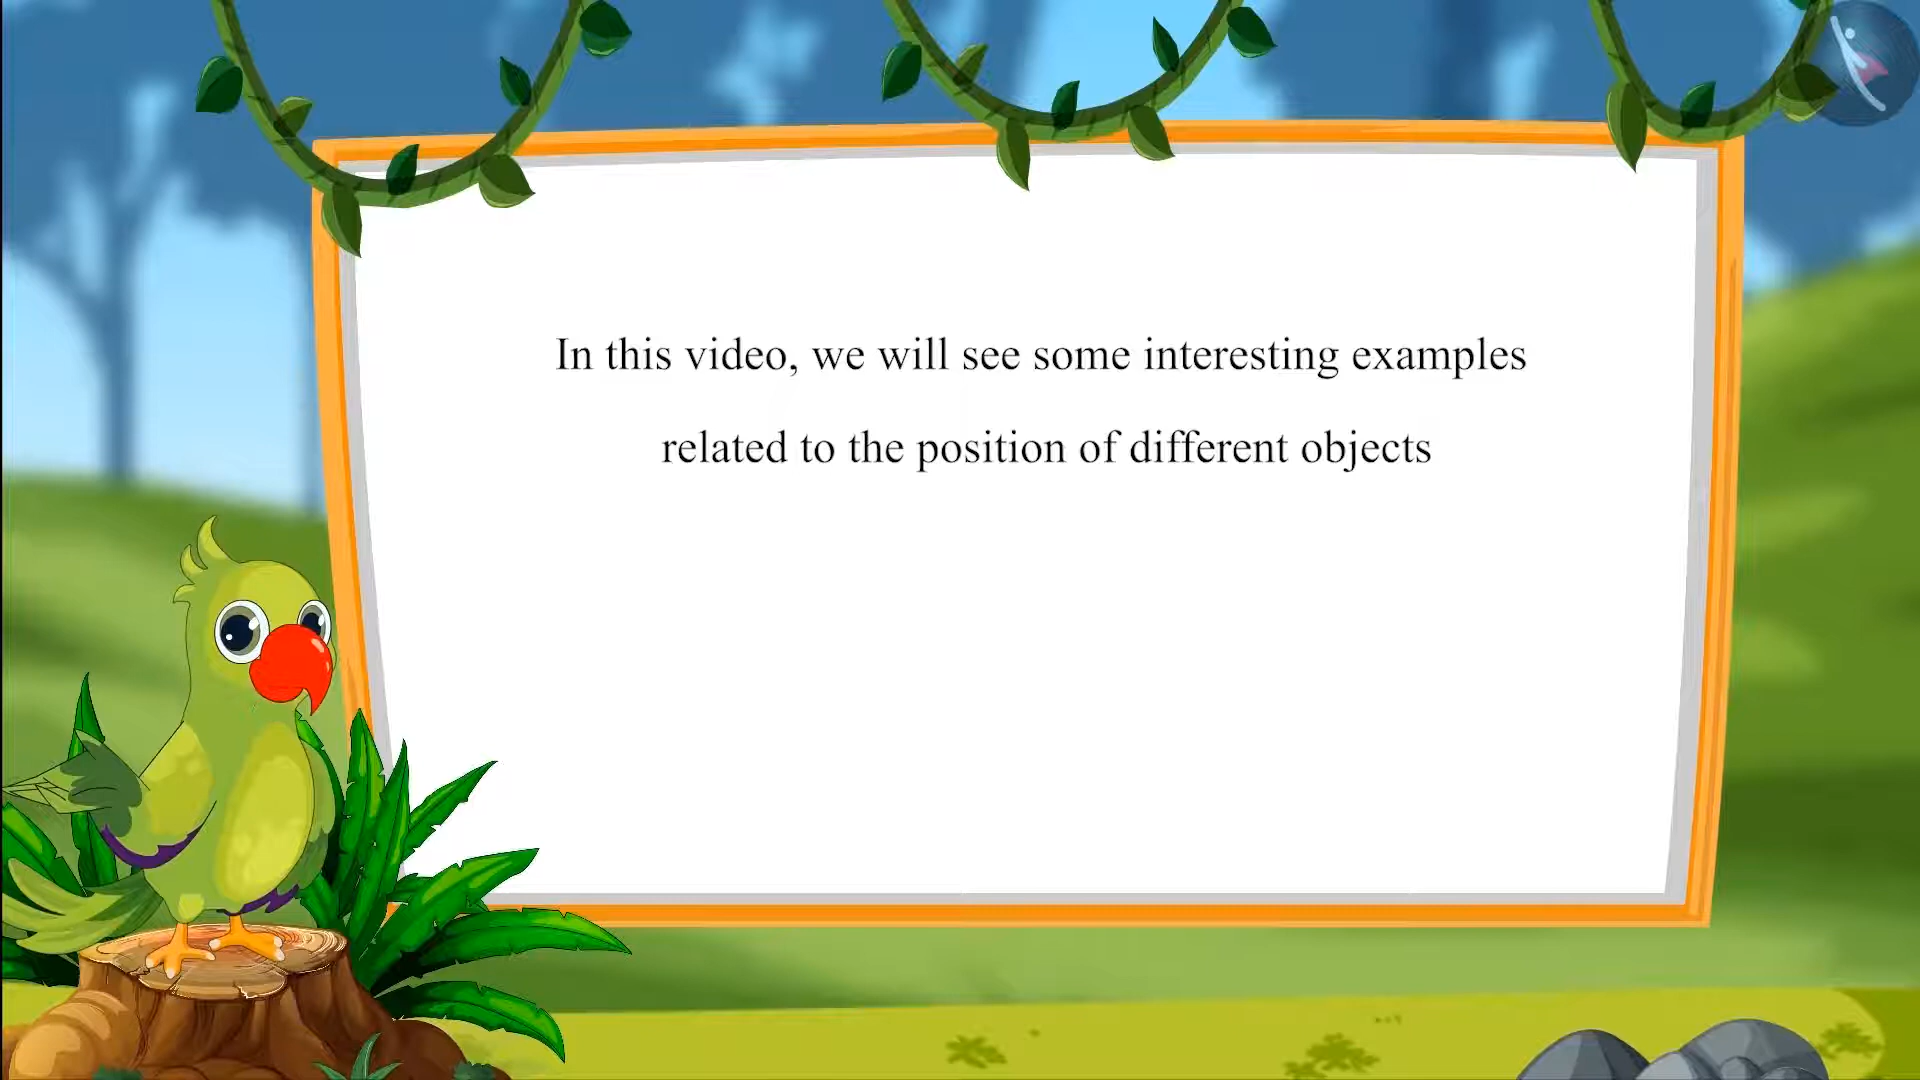 In this video, we will see some interesting examples
related to the position of different objects